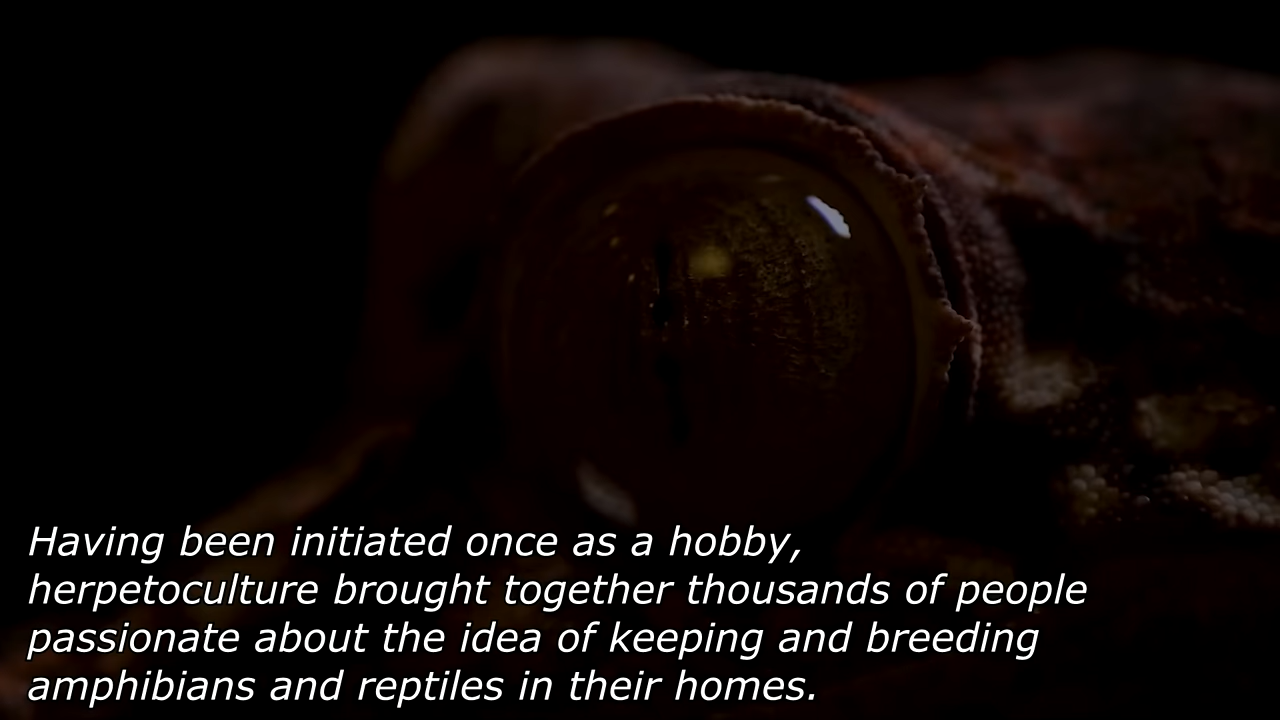 Having been initiated once as a hobby,
herpetoculture brought together thousands of people
passionate about the idea of keeping and breeding
amphibians and reptiles in their homes.